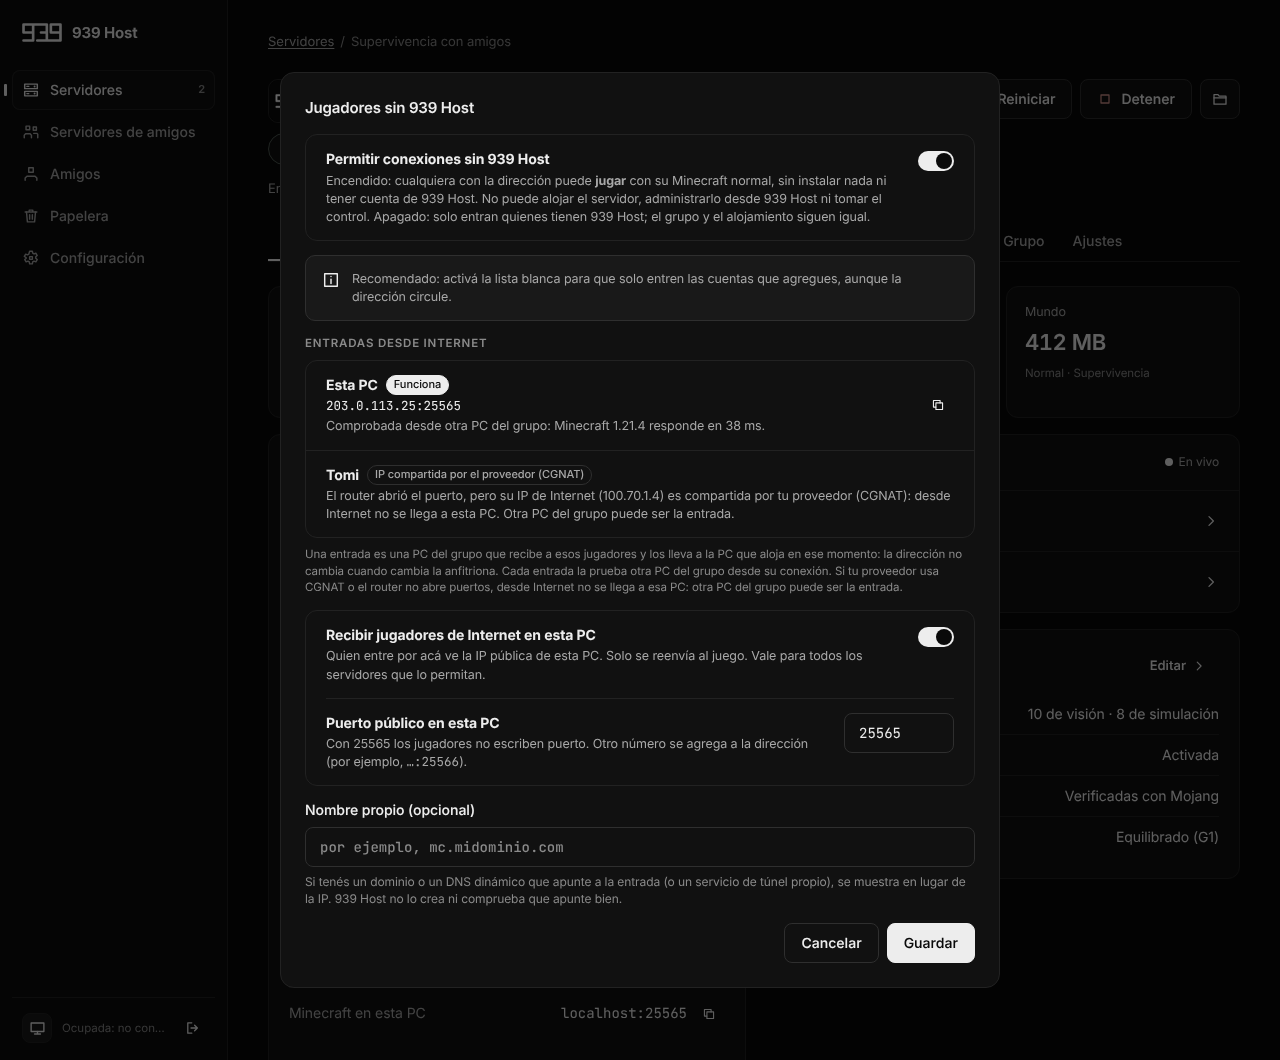 939 939 Host
Servidores 2
Servidores de amigos
Amigos
Papelera
Configuración
Ocupada: no con...
Servidores / Supervivencia con amigos
Reiniciar
Detener
Grupo
Ajustes
Jugadores sin 939 Host
Permitir conexiones sin 939 Host
Encendido: cualquiera con la dirección puede jugar con su Minecraft normal, sin instalar nada ni
tener cuenta de 939 Host. No puede alojar el servidor, administrarlo desde 939 Host ni tomar el
control. Apagado: solo entran quienes tienen 939 Host; el grupo y el alojamiento siguen igual.
Recomendado: activá la lista blanca para que solo entren las cuentas que agregues, aunque la
dirección circule.
ENTRADAS DESDE INTERNET
Esta PC Funciona
203.0.113.25:25565
Comprobada desde otra PC del grupo: Minecraft 1.21.4 responde en 38 ms.
Tomi IP compartida por el proveedor (CGNAT)
El router abrió el puerto, pero su IP de Internet (100.70.1.4) es compartida por tu proveedor (CGNAT): desde
Internet no se llega a esta PC. Otra PC del grupo puede ser la entrada.
Una entrada es una PC del grupo que recibe a esos jugadores y los lleva a la PC que aloja en ese momento: la dirección no
cambia cuando cambia la anfitriona. Cada entrada la prueba otra PC del grupo desde su conexión. Si tu proveedor usa
CGNAT o el router no abre puertos, desde Internet no se llega a esa PC: otra PC del grupo puede ser la entrada.
Recibir jugadores de Internet en esta PC
Quien entre por acá ve la IP pública de esta PC. Solo se reenvía al juego. Vale para todos los
servidores que lo permitan.
Puerto público en esta PC
Con 25565 los jugadores no escriben puerto. Otro número se agrega a la dirección
(por ejemplo, …:25566).
25565
Nombre propio (opcional)
por ejemplo, mc.midominio.com
Si tenés un dominio o un DNS dinámico que apunte a la entrada (o un servicio de túnel propio), se muestra en lugar de
la IP. 939 Host no lo crea ni comprueba que apunte bien.
Cancelar
Guardar
Mundo
412 MB
Normal · Supervivencia
En vivo
Editar
10 de visión · 8 de simulación
Activada
Verificadas con Mojang
Equilibrado (G1)
Minecraft en esta PC localhost:25565